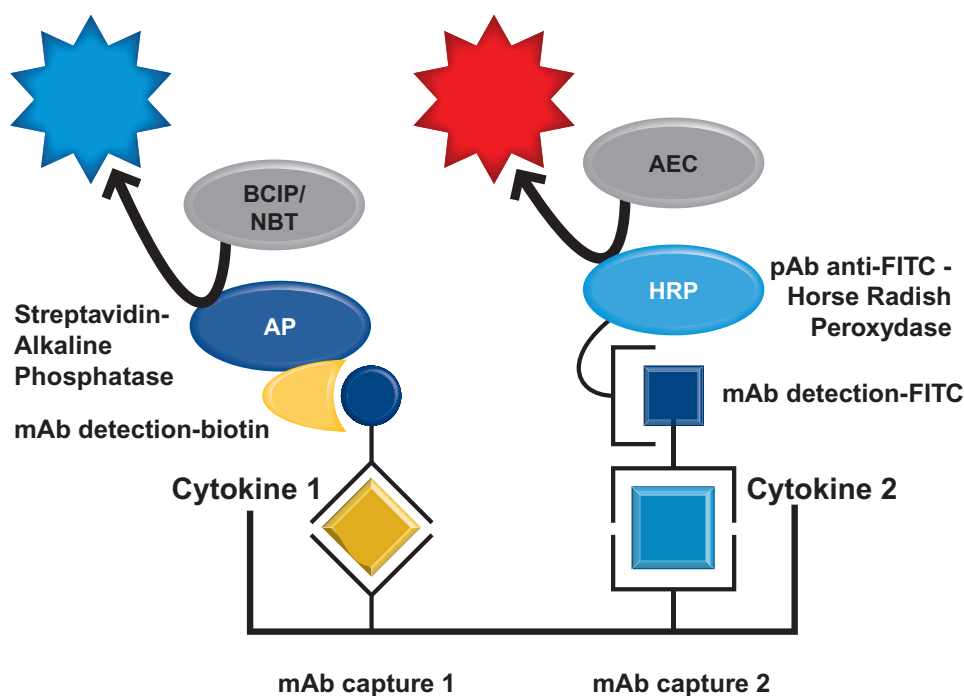 BCIP/
NBT
AEC
AP
HRP
Streptavidin-
Alkaline
Phosphatase
pAb anti-FITC -
Horse Radish
Peroxydase
mAb detection-biotin
mAb detection-FITC
Cytokine 1
Cytokine 2
mAb capture 1
mAb capture 2